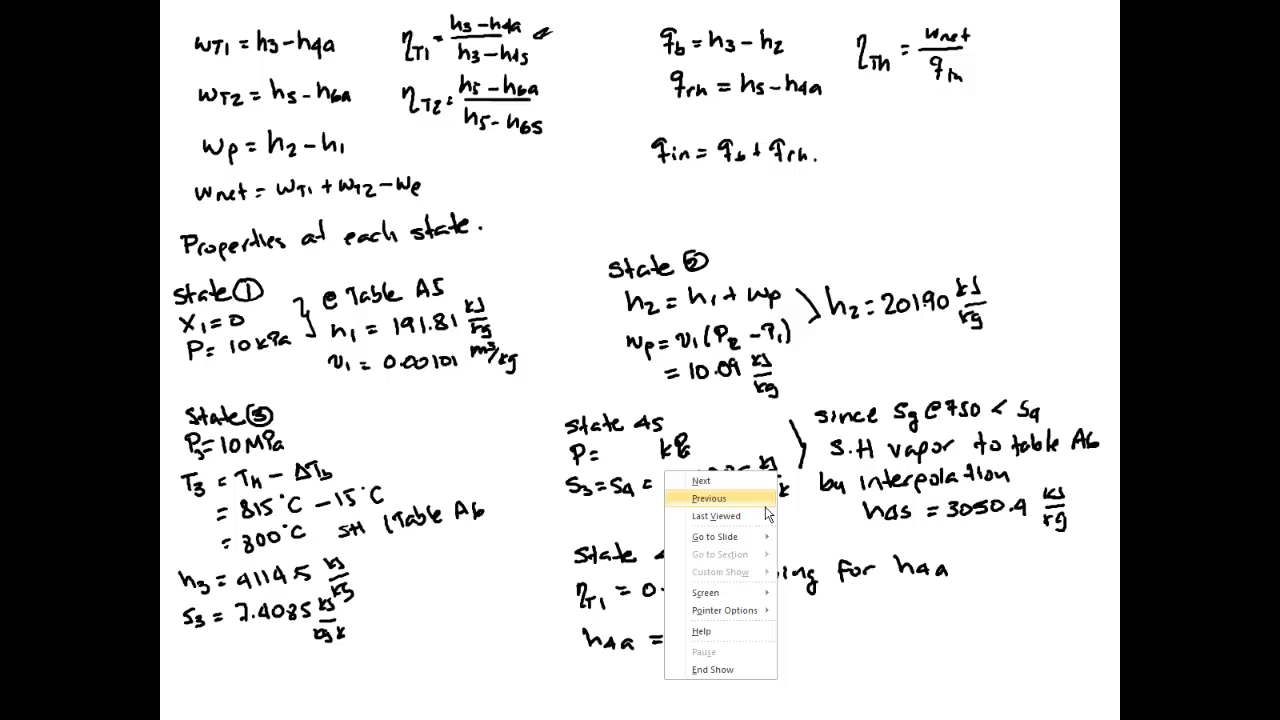 wT1 = h3 - h4a
ηT1 = h3 - h4a / h3 - h4s
wT2 = h5 - h6a
ηT2 = h5 - h6a / h5 - h6s
wp = h2 - h1
wnet = wT1 + wT2 - wp
qb = h3 - h2
qrh = h5 - h4a
qin = qb + qrh.
ηTh = wnet / qin
Properties at each state.
State ①
X1 = 0
P = 10 kPa
@ Table A5
h1 = 191.81 kJ/kg
v1 = 0.00101 m³/kg
State ②
h2 = h1 + wp
wp = v1 (P2 - P1)
= 10.09 kJ/kg
h2 = 201.90 kJ/kg
State ③
P3 = 10 MPa
T3 = Th - ΔTb
= 815°C - 15°C
= 800°C SH (Table A6
h3 = 4114.5 kJ/kg
s3 = 7.4085 kJ/kg K
State 4s
P= kPa
s3 = s4 =
since sg@750 < s4
S.H vapor to table A6
by interpolation
h4s = 3050.4 kJ/kg
State
ηT1 = 0. for h4a
h4a =
Next
Previous
Last Viewed
Go to Slide
Go to Section
Custom Show
Screen
Pointer Options
Help
Pause
End Show